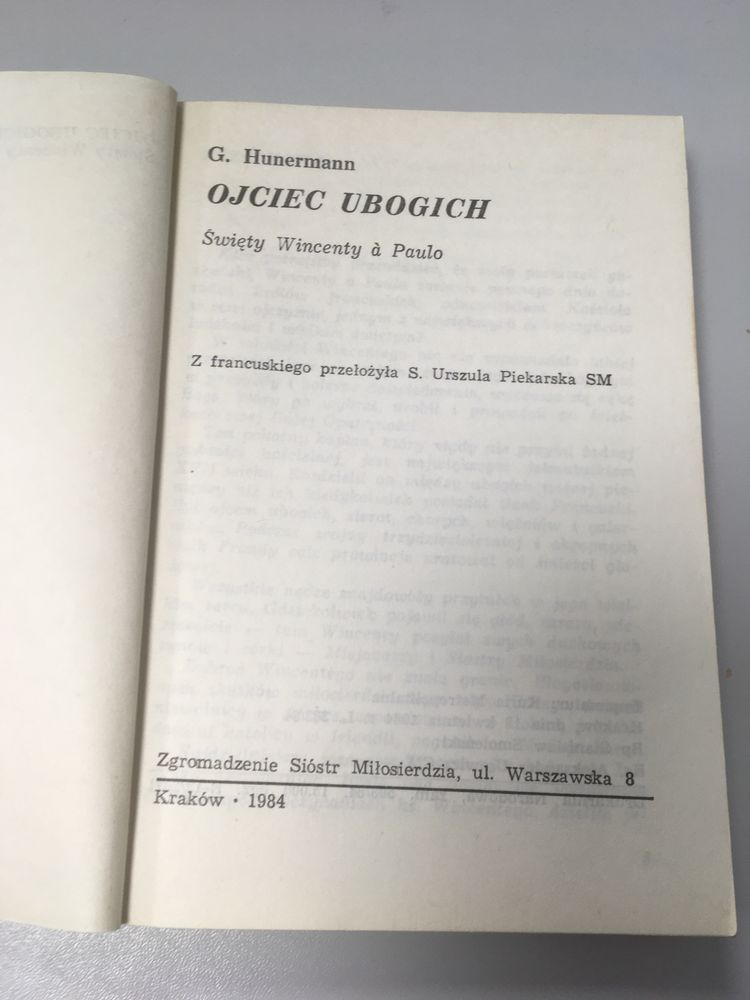 G. Hunermann
OJCIEC UBOGICH
Święty Wincenty à Paulo
Z francuskiego przełożyła S. Urszula Piekarska SM
Zgromadzenie Sióstr Miłosierdzia, ul. Warszawska 8
Kraków • 1984